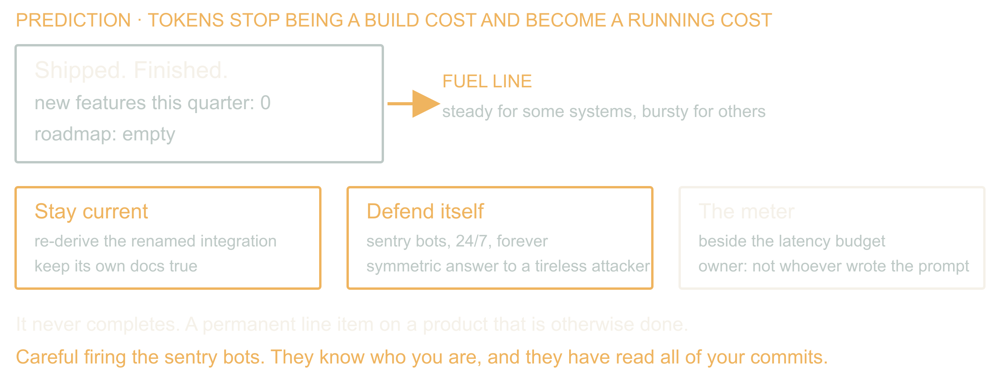 PREDICTION · TOKENS STOP BEING A BUILD COST AND BECOME A RUNNING COST
Shipped. Finished.
new features this quarter: 0
roadmap: empty
FUEL LINE
steady for some systems, bursty for others
Stay current
re-derive the renamed integration
keep its own docs true
Defend itself
sentry bots, 24/7, forever
symmetric answer to a tireless attacker
The meter
beside the latency budget
owner: not whoever wrote the prompt
It never completes. A permanent line item on a product that is otherwise done.
Careful firing the sentry bots. They know who you are, and they have read all of your commits.